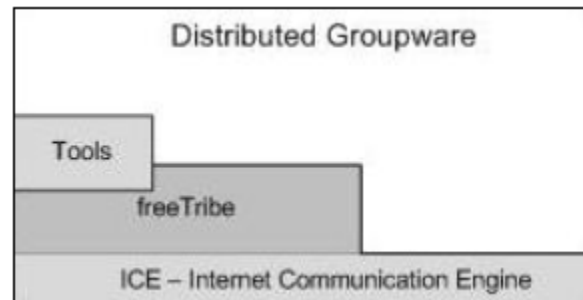 Distributed Groupware
Tools
freeTribe
ICE – Internet Communication Engine